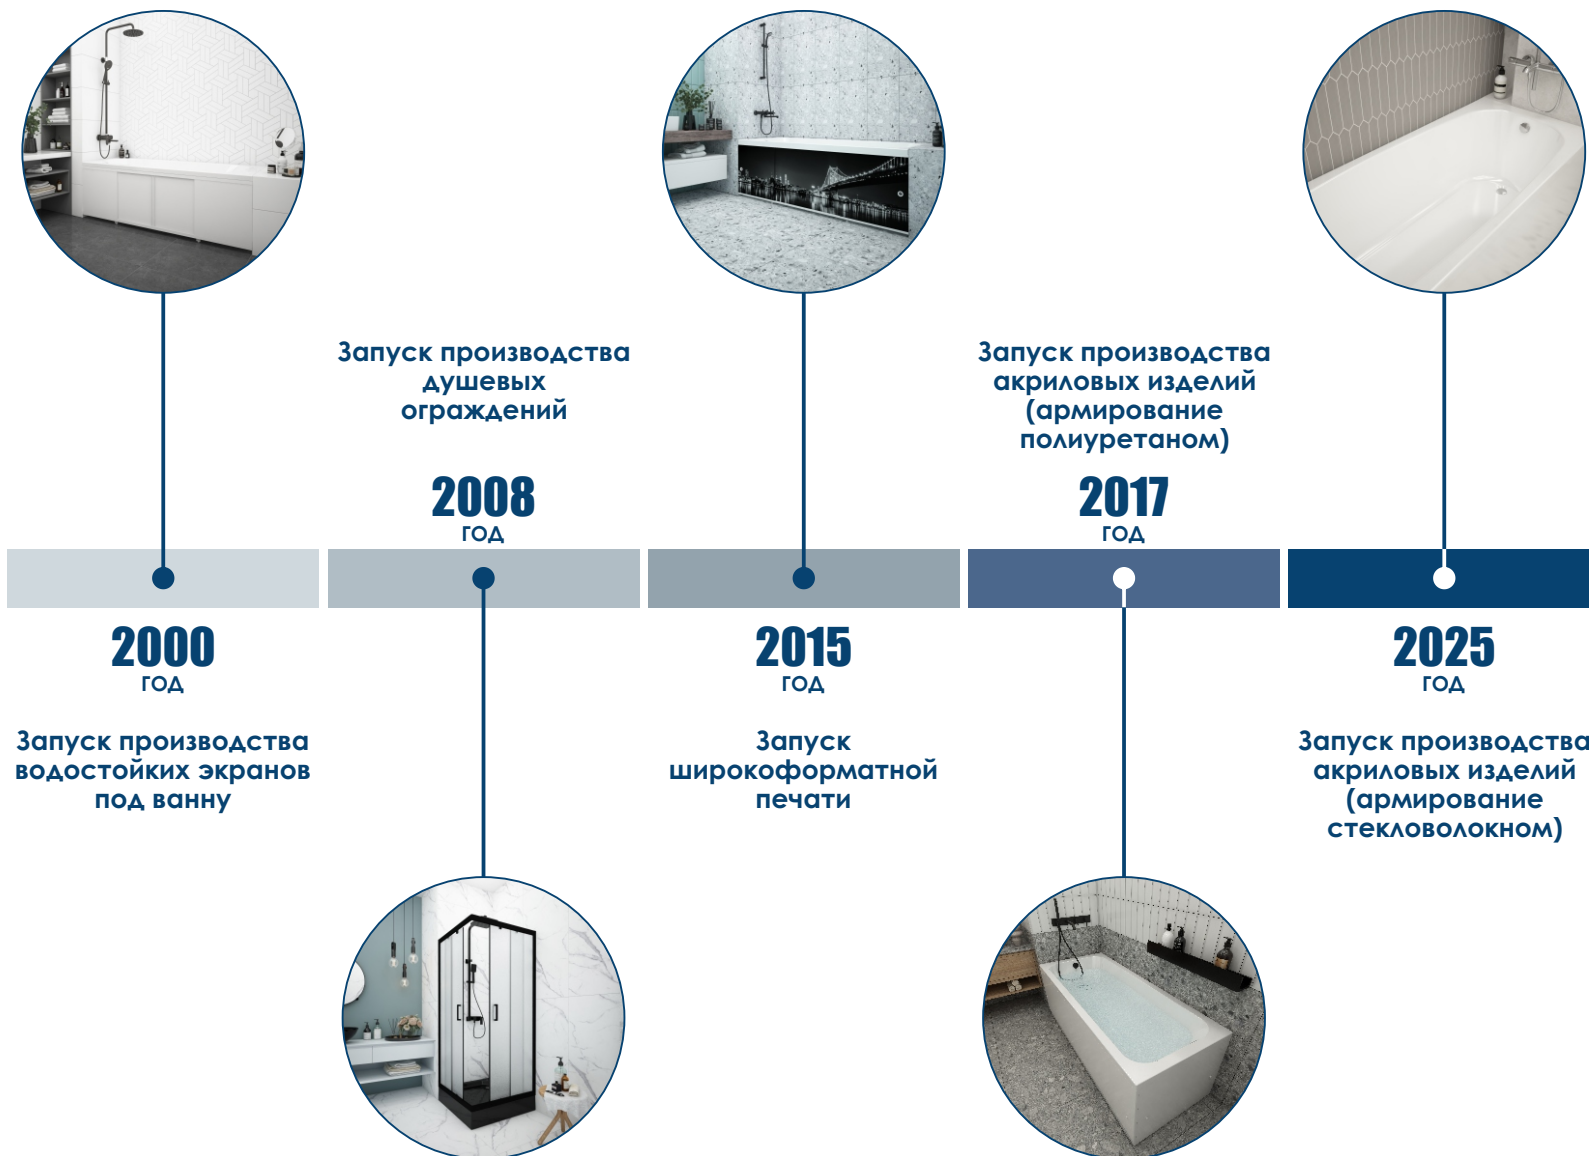 2000
ГОД
Запуск производства
водостойких экранов
под ванну
Запуск производства
душевых
ограждений
2008
ГОД
2015
ГОД
Запуск
широкоформатной
печати
Запуск производства
акриловых изделий
(армирование
полиуретаном)
2017
ГОД
2025
ГОД
Запуск производства
акриловых изделий
(армирование
стекловолокном)